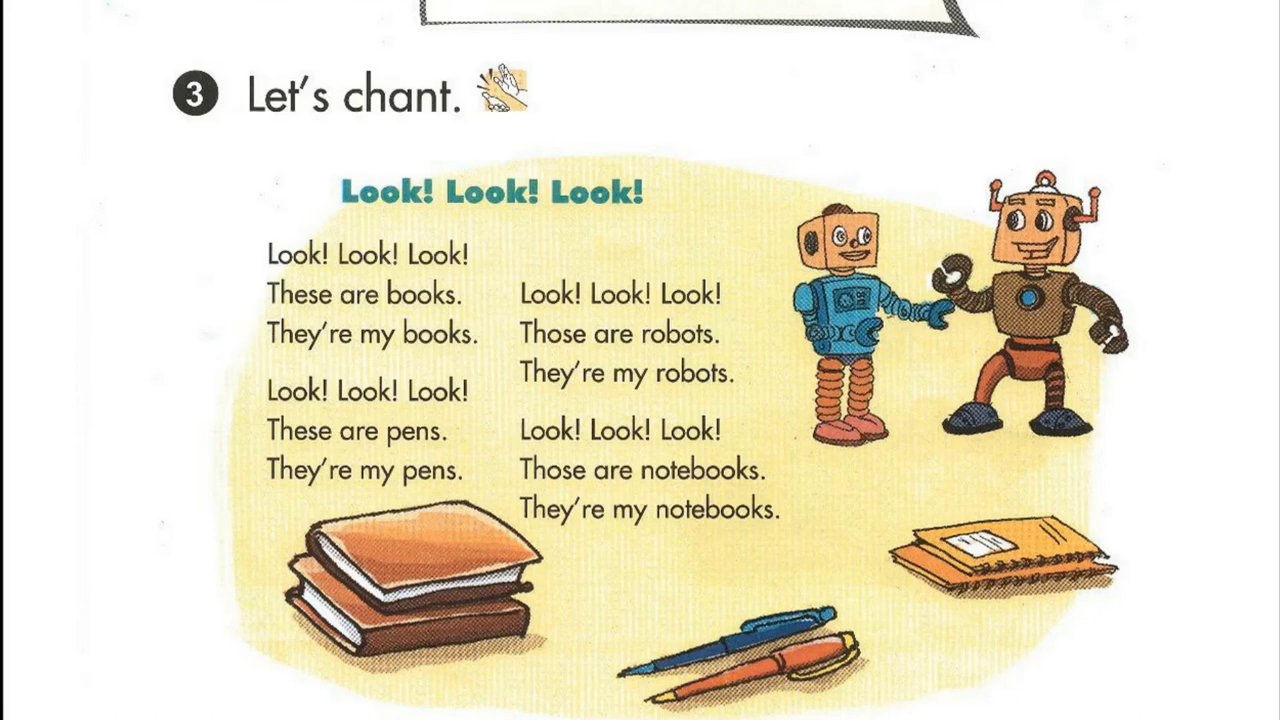 3 Let's chant.
Look! Look! Look!
Look! Look! Look!
These are books.
They're my books.
Look! Look! Look!
These are pens.
They're my pens.
Look! Look! Look!
Those are robots.
They're my robots.
Look! Look! Look!
Those are notebooks.
They're my notebooks.